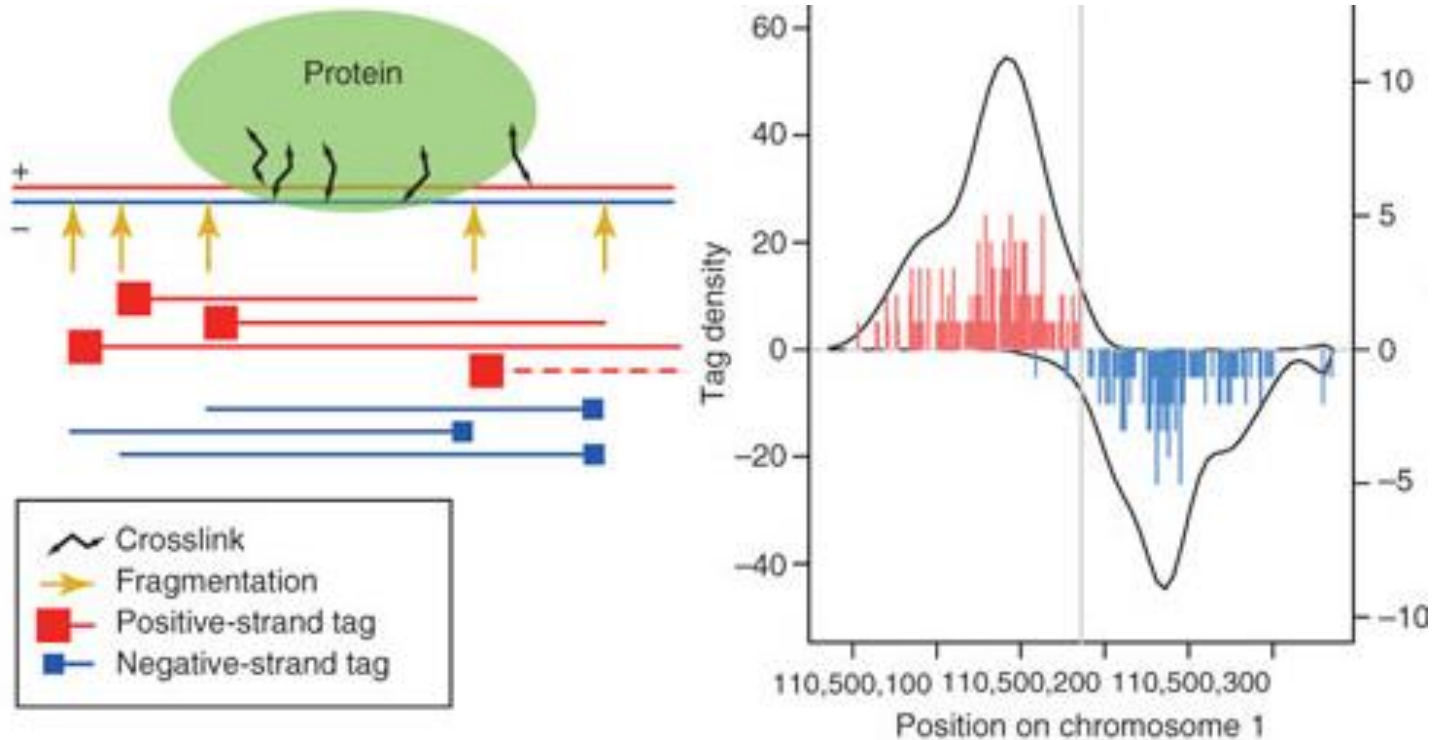 Protein
+
–
Crosslink
Fragmentation
Positive-strand tag
Negative-strand tag
Tag density
60
40
20
0
–20
–40
10
5
0
–5
–10
110,500,100 110,500,200 110,500,300
Position on chromosome 1